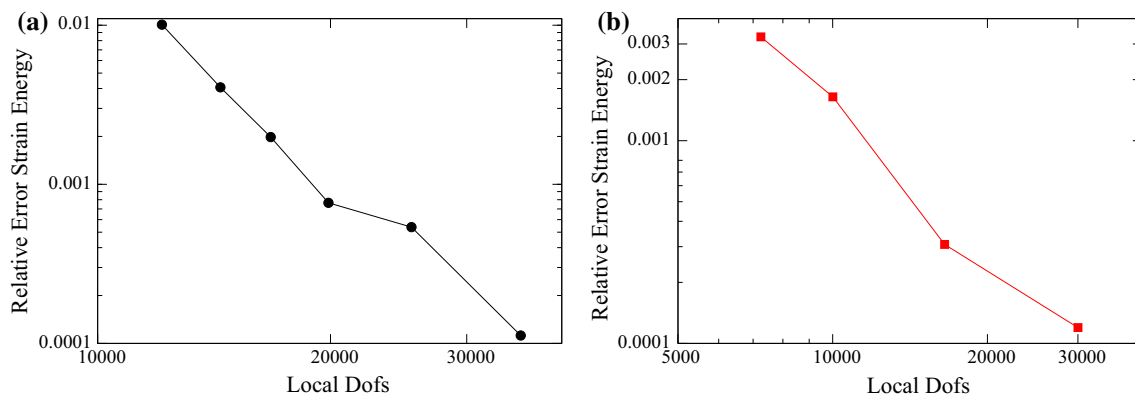 (a)
Relative Error Strain Energy
0.01
0.001
0.0001
10000
20000
30000
Local Dofs
(b)
Relative Error Strain Energy
0.003
0.002
0.001
0.0001
5000
10000
20000
30000
Local Dofs